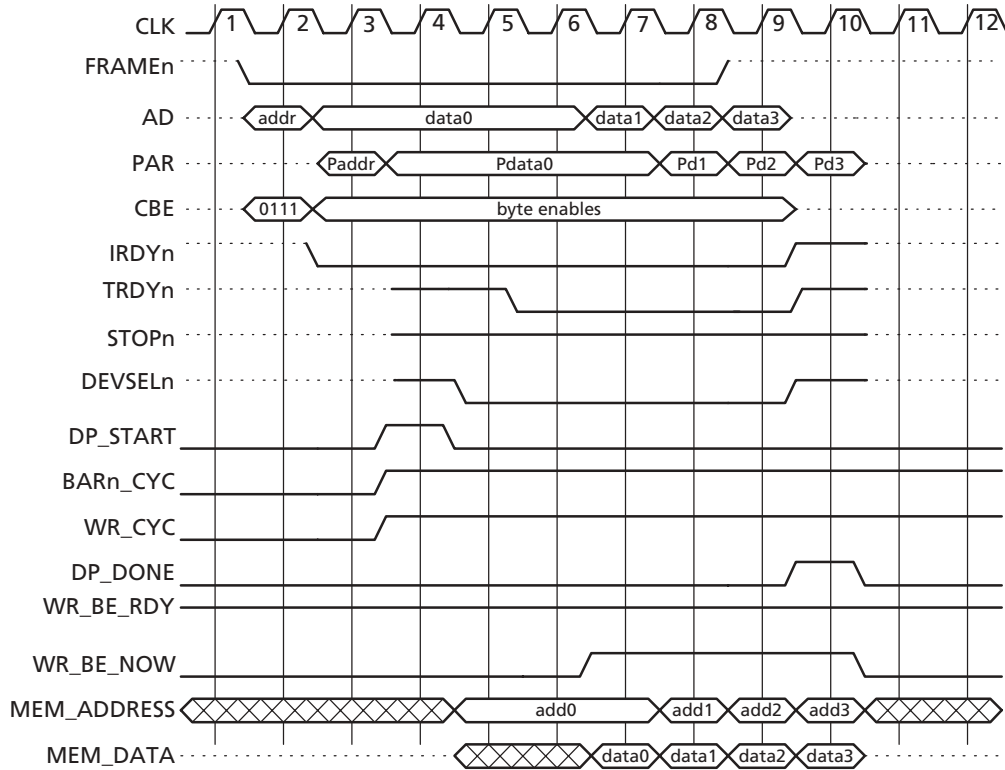 CLK 1 2 3 4 5 6 7 8 9 10 11 12
FRAMEn
AD addr data0 data1 data2 data3
PAR Paddr Pdata0 Pd1 Pd2 Pd3
CBE 0111 byte enables
IRDYn
TRDYn
STOPn
DEVSELn
DP_START
BARn_CYC
WR_CYC
DP_DONE
WR_BE_RDY
WR_BE_NOW
MEM_ADDRESS add0 add1 add2 add3
MEM_DATA data0 data1 data2 data3